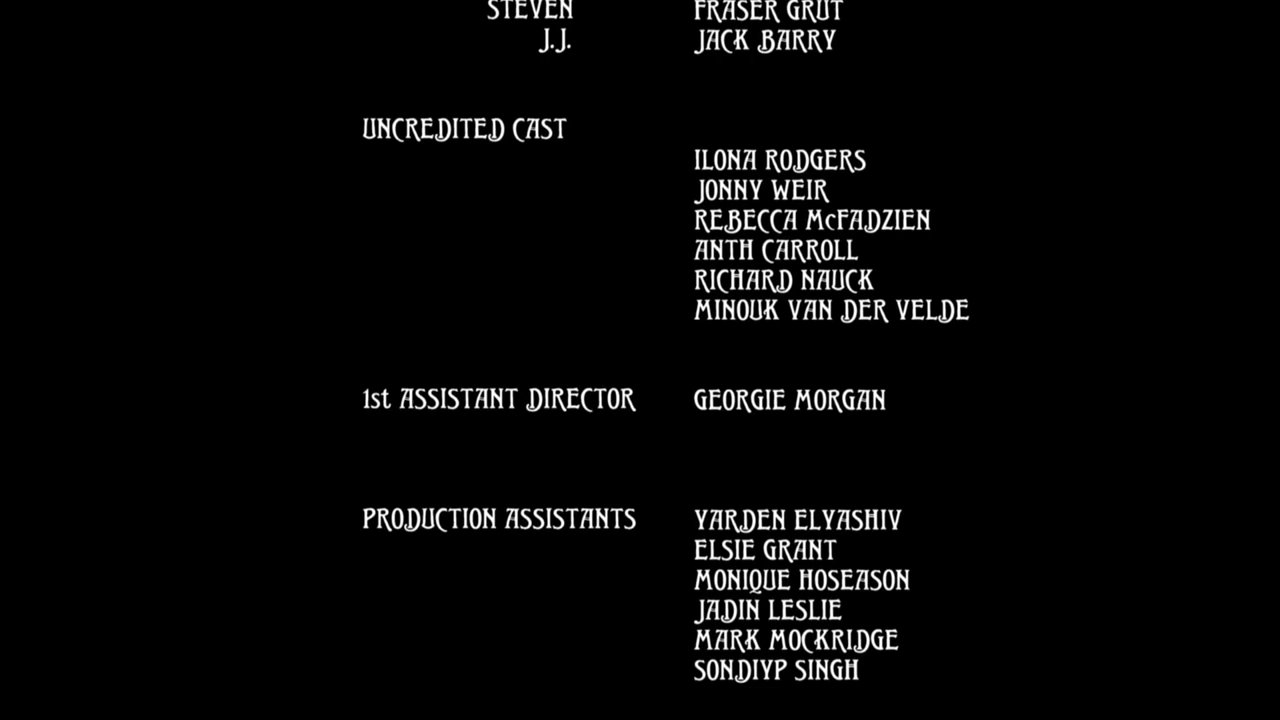 STEVEN FRASER GRUT
J.J. JACK BARRY
UNCREDITED CAST
ILONA RODGERS
JONNY WEIR
REBECCA McFADZIEN
ANTH CARROLL
RICHARD NAUCK
MINOUK VAN DER VELDE
1st ASSISTANT DIRECTOR GEORGIE MORGAN
PRODUCTION ASSISTANTS YARDEN ELYASHIV
ELSIE GRANT
MONIQUE HOSEASON
JADIN LESLIE
MARK MOCKRIDGE
SONDIYP SINGH